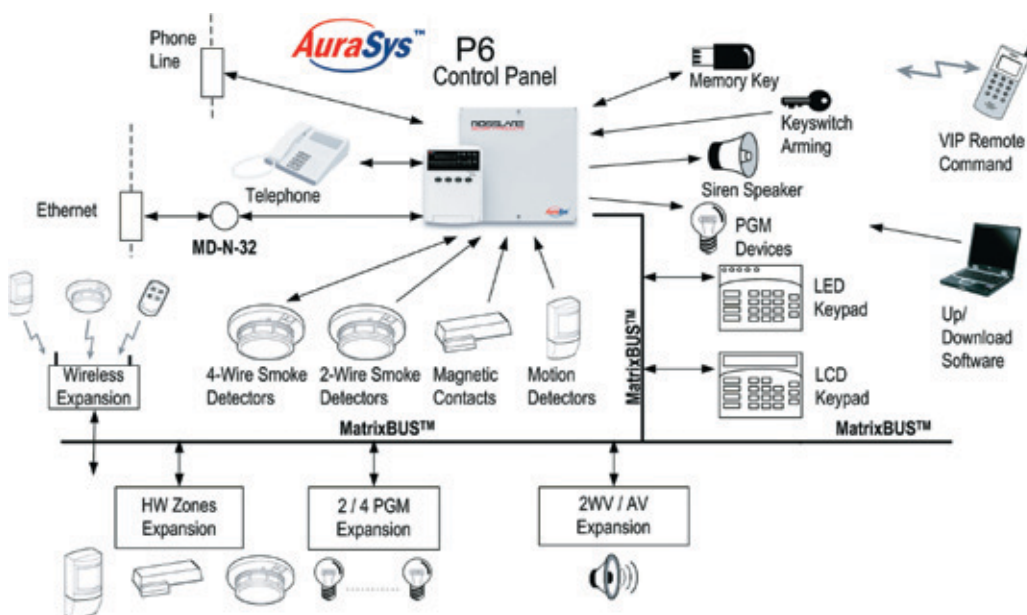 Phone
Line
AuraSys™
P6
Control Panel
Memory Key
Keyswitch
Arming
VIP Remote
Command
Telephone
Siren Speaker
Ethernet
MD-N-32
PGM
Devices
LED
Keypad
Up/
Download
Software
Wireless
Expansion
4-Wire Smoke
Detectors
2-Wire Smoke
Detectors
Magnetic
Contacts
Motion
Detectors
MatrixBUS™
LCD
Keypad
MatrixBUS™
MatrixBUS™
HW Zones
Expansion
2 / 4 PGM
Expansion
2WV / AV
Expansion
AuraSys